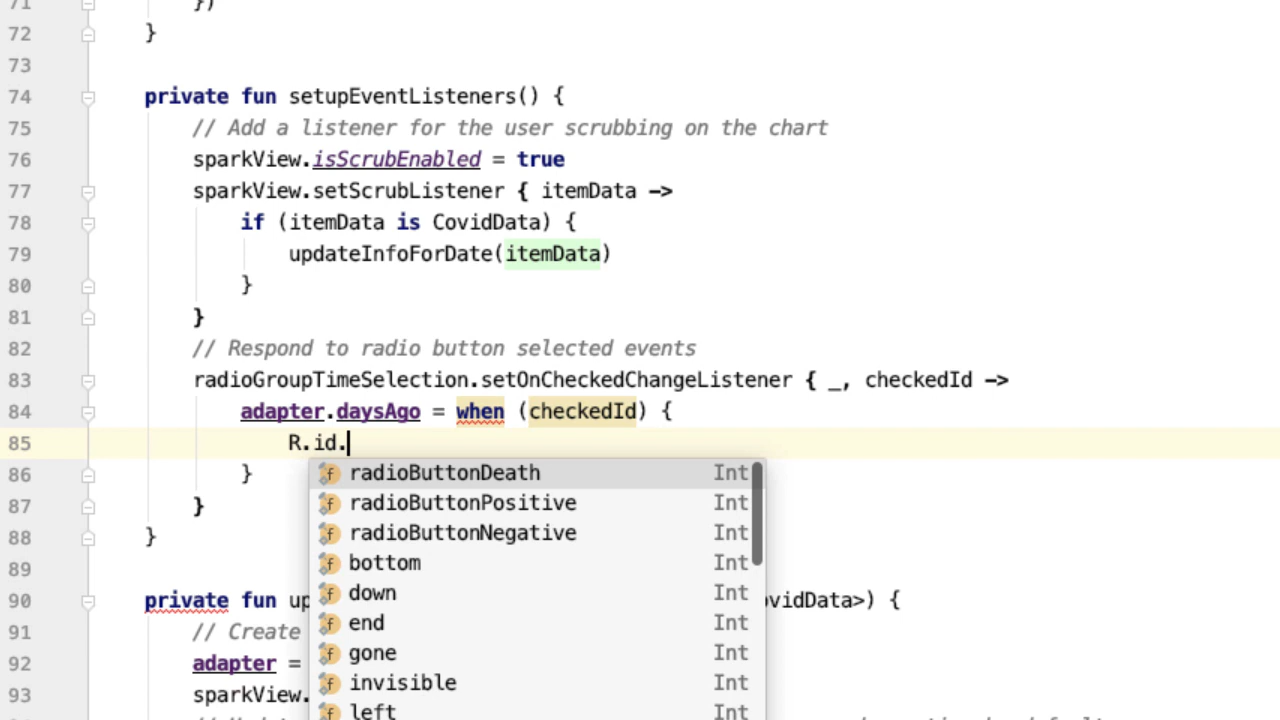 71 })
72 }
73
74 private fun setupEventListeners() {
75 // Add a listener for the user scrubbing on the chart
76 sparkView.isScrubEnabled = true
77 sparkView.setScrubListener { itemData ->
78 if (itemData is CovidData) {
79 updateInfoForDate(itemData)
80 }
81 }
82 // Respond to radio button selected events
83 radioGroupTimeSelection.setOnCheckedChangeListener { _, checkedId ->
84 adapter.daysAgo = when (checkedId) {
85 R.id.
86 }
87 }
88 }
89
90 private fun up
91 // Create
92 adapter =
93 sparkView.
radioButtonDeath Int
radioButtonPositive Int
radioButtonNegative Int
bottom Int
down Int
end Int
gone Int
invisible Int
left Int
vidData>) {